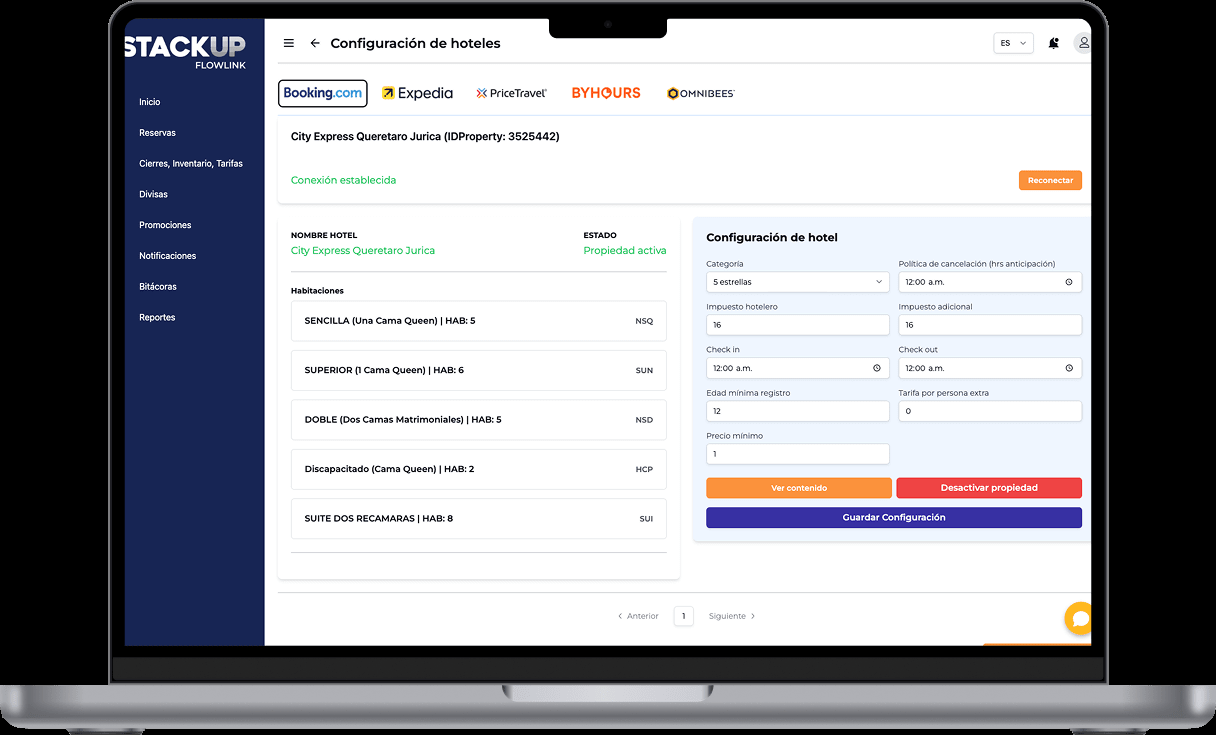 STACKUP
FLOWLINK
Inicio
Reservas
Cierres, Inventario, Tarifas
Divisas
Promociones
Notificaciones
Bitácoras
Reportes
Configuración de hoteles
ES
Booking.com
Expedia
PriceTravel
BYHOURS
OMNIBEES
City Express Queretaro Jurica (IDProperty: 3525442)
Conexión establecida
Reconectar
NOMBRE HOTEL
City Express Queretaro Jurica
ESTADO
Propiedad activa
Habitaciones
SENCILLA (Una Cama Queen) | HAB: 5 NSQ
SUPERIOR (1 Cama Queen) | HAB: 6 SUN
DOBLE (Dos Camas Matrimoniales) | HAB: 5 NSD
Discapacitado (Cama Queen) | HAB: 2 HCP
SUITE DOS RECAMARAS | HAB: 8 SUI
Configuración de hotel
Categoría
5 estrellas
Política de cancelación (hrs anticipación)
12:00 a.m.
Impuesto hotelero
16
Impuesto adicional
16
Check in
12:00 a.m.
Check out
12:00 a.m.
Edad mínima registro
12
Tarifa por persona extra
0
Precio mínimo
1
Ver contenido
Desactivar propiedad
Guardar Configuración
Anterior 1 Siguiente